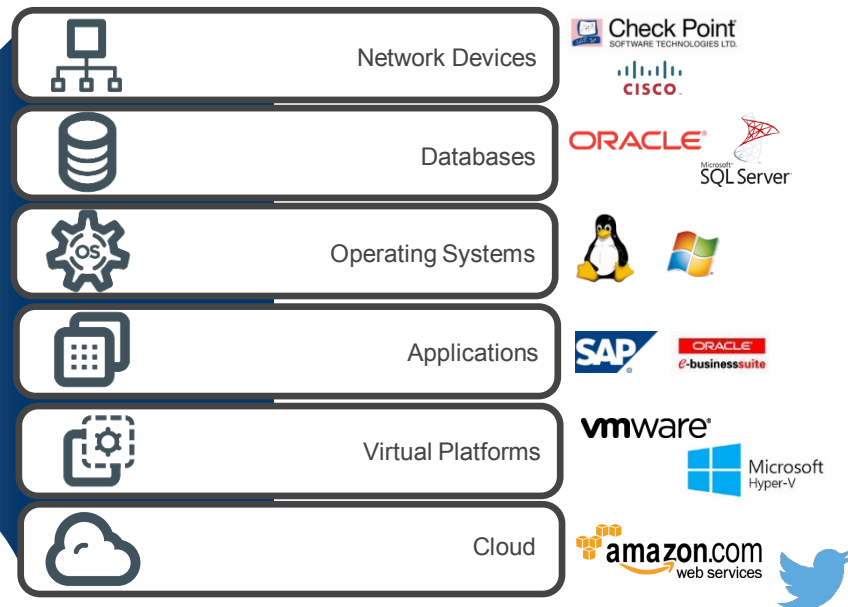 Network Devices
Check Point
SOFTWARE TECHNOLOGIES LTD.
CISCO
Databases
ORACLE
Microsoft
SQL Server
OS
Operating Systems
Applications
SAP
ORACLE
e-businesssuite
Virtual Platforms
vmware
Microsoft
Hyper-V
Cloud
amazon.com
web services